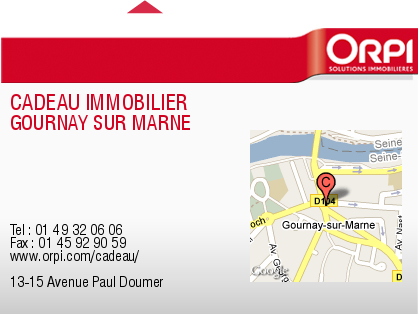 ORPI
SOLUTIONS IMMOBILIÈRES
CADEAU IMMOBILIER
GOURNAY SUR MARNE
Seine
Seine-
C
D104
och
Gournay-sur-Marne
Google
Tel : 01 49 32 06 06
Fax : 01 45 92 90 59
www.orpi.com/cadeau/
13-15 Avenue Paul Doumer